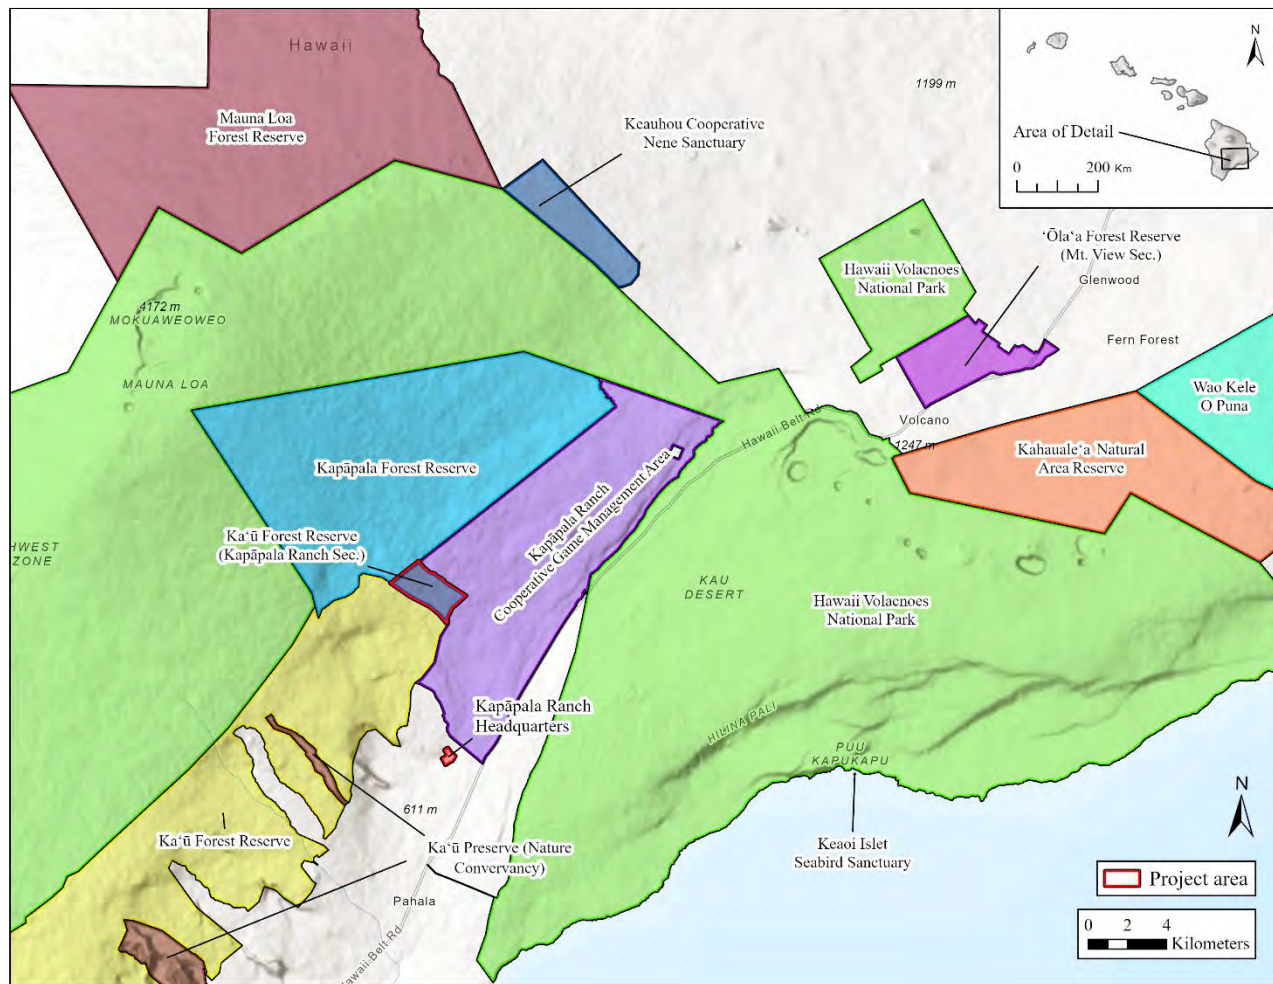 Hawaii
1199 m
N
Mauna Loa
Forest Reserve
Keauhou Cooperative
Nene Sanctuary
Area of Detail
0 200 Km
ʻŌlaʻa Forest Reserve
(Mt. View Sec.)
Glenwood
Hawaii Volacnoes
National Park
4172 m
MOKUAWEOWEO
Fern Forest
MAUNA LOA
Wao Kele
O Puna
Volcano
Hawaii Belt Rd
1247 m
Kahaualeʻa Natural
Area Reserve
Kapāpala Forest Reserve
Kapāpala Ranch
Cooperative Game Management Area
Kaʻū Forest Reserve
(Kapāpala Ranch Sec.)
HWEST
ZONE
KAU
DESERT
Hawaii Volacnoes
National Park
Kapāpala Ranch
Headquarters
HILINA PALI
PUU
KAPUKAPU
611 m
Kaʻū Forest Reserve
Kaʻū Preserve (Nature
Convervancy)
Keaoi Islet
Seabird Sanctuary
N
Project area
Pahala
0 2 4
Kilometers
Hawaii Belt Rd